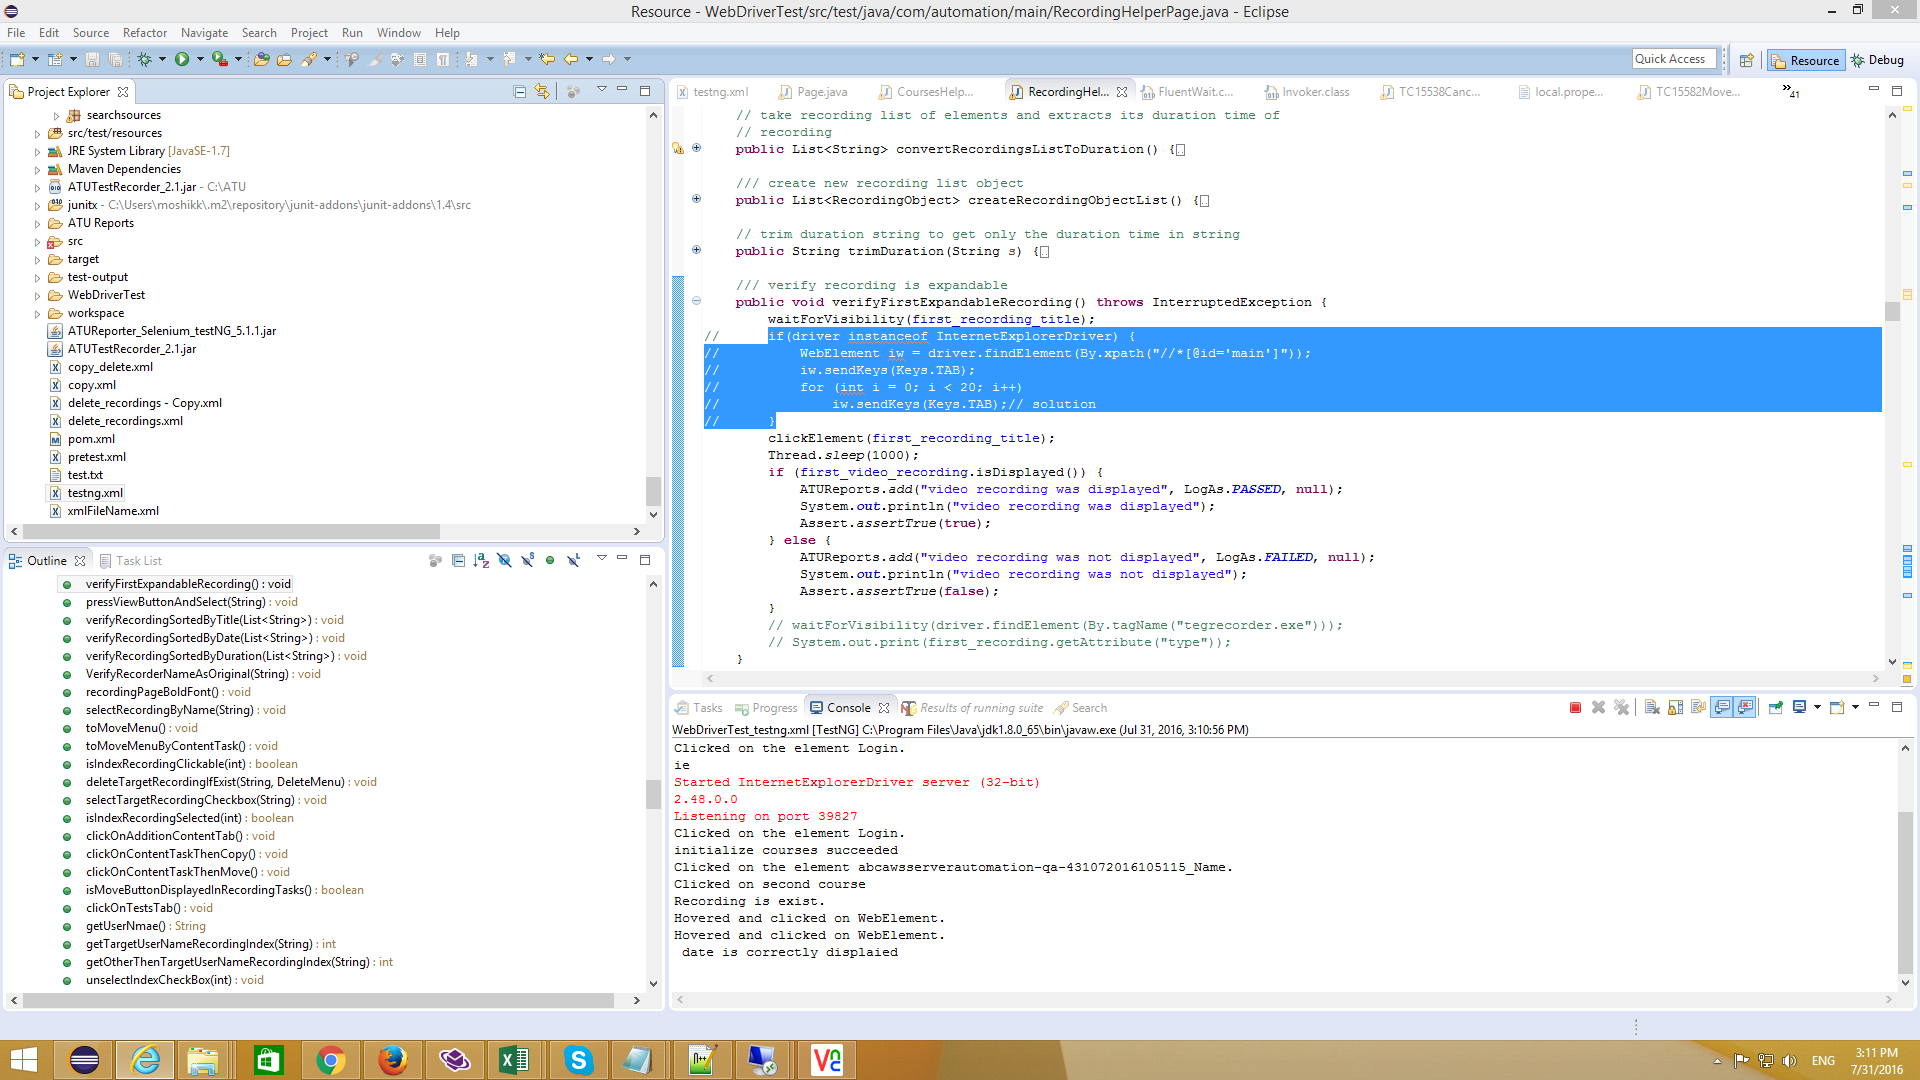 Resource - WebDriverTest/src/test/java/com/automation/main/RecordingHelperPage.java - Eclipse
File Edit Source Refactor Navigate Search Project Run Window Help
Quick Access
Resource
Debug
Project Explorer
searchsources
src/test/resources
JRE System Library [JavaSE-1.7]
Maven Dependencies
ATUTestRecorder_2.1.jar - C:\ATU
junitx - C:\Users\moshikk\.m2\repository\junit-addons\junit-addons\1.4\src
ATU Reports
src
target
test-output
WebDriverTest
workspace
ATUReporter_Selenium_testNG_5.1.1.jar
ATUTestRecorder_2.1.jar
copy_delete.xml
copy.xml
delete_recordings - Copy.xml
delete_recordings.xml
pom.xml
pretest.xml
test.txt
testng.xml
xmlFileName.xml
Outline
Task List
verifyFirstExpandableRecording() : void
pressViewButtonAndSelect(String) : void
verifyRecordingSortedByTitle(List<String>) : void
verifyRecordingSortedByDate(List<String>) : void
verifyRecordingSortedByDuration(List<String>) : void
VerifyRecorderNameAsOriginal(String) : void
recordingPageBoldFont() : void
selectRecordingByName(String) : void
toMoveMenu() : void
toMoveMenuByContentTask() : void
isIndexRecordingClickable(int) : boolean
deleteTargetRecordingIfExist(String, DeleteMenu) : void
selectTargetRecordingCheckbox(String) : void
isIndexRecordingSelected(int) : boolean
clickOnAdditionContentTab() : void
clickOnContentTaskThenCopy() : void
clickOnContentTaskThenMove() : void
isMoveButtonDisplayedInRecordingTasks() : boolean
clickOnTestsTab() : void
getUserNmae() : String
getTargetUserNameRecordingIndex(String) : int
getOtherThenTargetUserNameRecordingIndex(String) : int
unselectIndexCheckBox(int) : void
testng.xml Page.java CoursesHelp... RecordingHel... FluentWait.c... Invoker.class TC15538Canc... local.prope... TC15582Move... 41
// take recording list of elements and extracts its duration time of
// recording
public List<String> convertRecordingsListToDuration() {
/// create new recording list object
public List<RecordingObject> createRecordingObjectList() {
// trim duration string to get only the duration time in string
public String trimDuration(String s) {
/// verify recording is expandable
public void verifyFirstExpandableRecording() throws InterruptedException {
waitForVisibility(first_recording_title);
// if(driver instanceof InternetExplorerDriver) {
// WebElement iw = driver.findElement(By.xpath("//*[@id='main']"));
// iw.sendKeys(Keys.TAB);
// for (int i = 0; i < 20; i++)
// iw.sendKeys(Keys.TAB);// solution
// }
clickElement(first_recording_title);
Thread.sleep(1000);
if (first_video_recording.isDisplayed()) {
ATUReports.add("video recording was displayed", LogAs.PASSED, null);
System.out.println("video recording was displayed");
Assert.assertTrue(true);
} else {
ATUReports.add("video recording was not displayed", LogAs.FAILED, null);
System.out.println("video recording was not displayed");
Assert.assertTrue(false);
}
// waitForVisibility(driver.findElement(By.tagName("tegrecorder.exe")));
// System.out.print(first_recording.getAttribute("type"));
}
Tasks Progress Console Results of running suite Search
WebDriverTest_testng.xml [TestNG] C:\Program Files\Java\jdk1.8.0_65\bin\javaw.exe (Jul 31, 2016, 3:10:56 PM)
Clicked on the element Login.
ie
Started InternetExplorerDriver server (32-bit)
2.48.0.0
Listening on port 39827
Clicked on the element Login.
initialize courses succeeded
Clicked on the element abcawsserverautomation-qa-431072016105115_Name.
Clicked on second course
Recording is exist.
Hovered and clicked on WebElement.
Hovered and clicked on WebElement.
date is correctly displaied
ENG
3:11 PM
7/31/2016